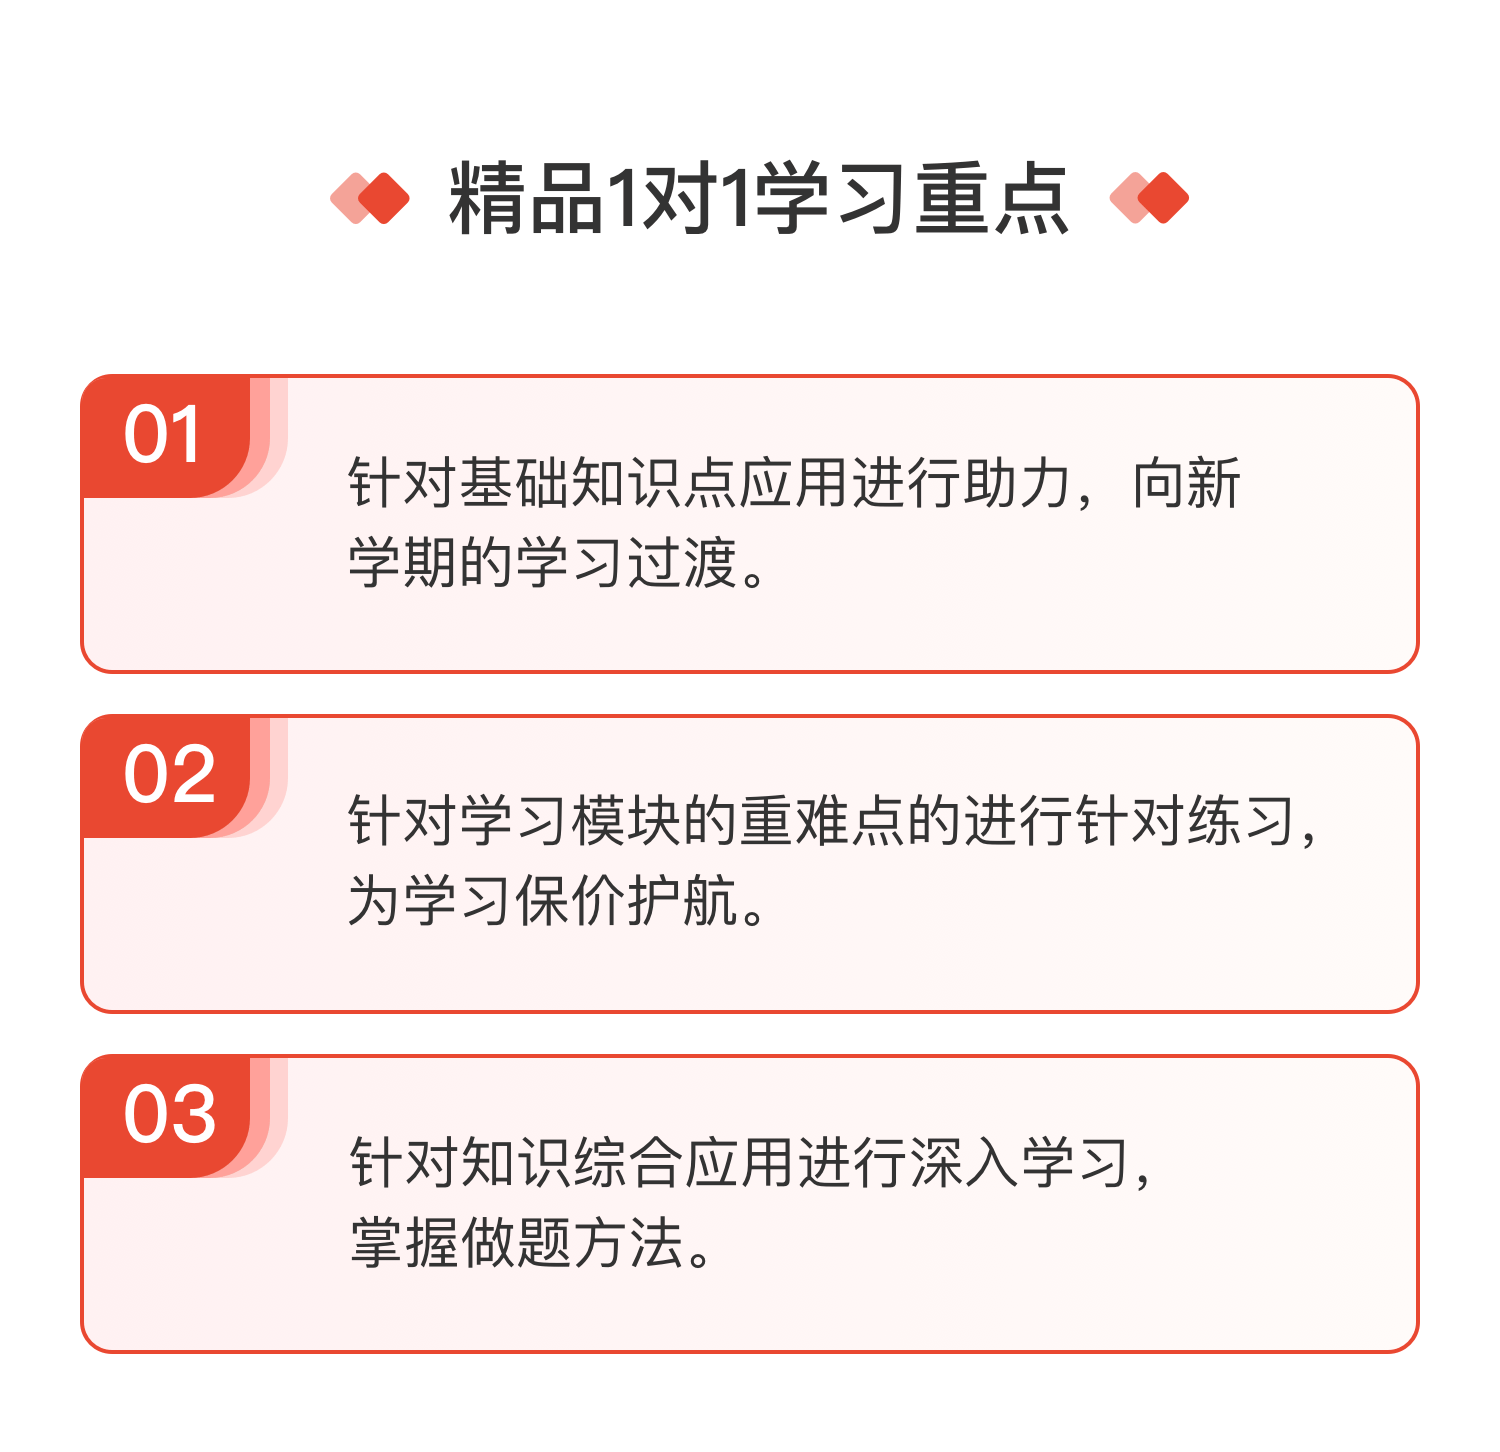 精品1对1学习重点
01
针对基础知识点应用进行助力，向新
学期的学习过渡。
02
针对学习模块的重难点的进行针对练习，
为学习保价护航。
03
针对知识综合应用进行深入学习，
掌握做题方法。